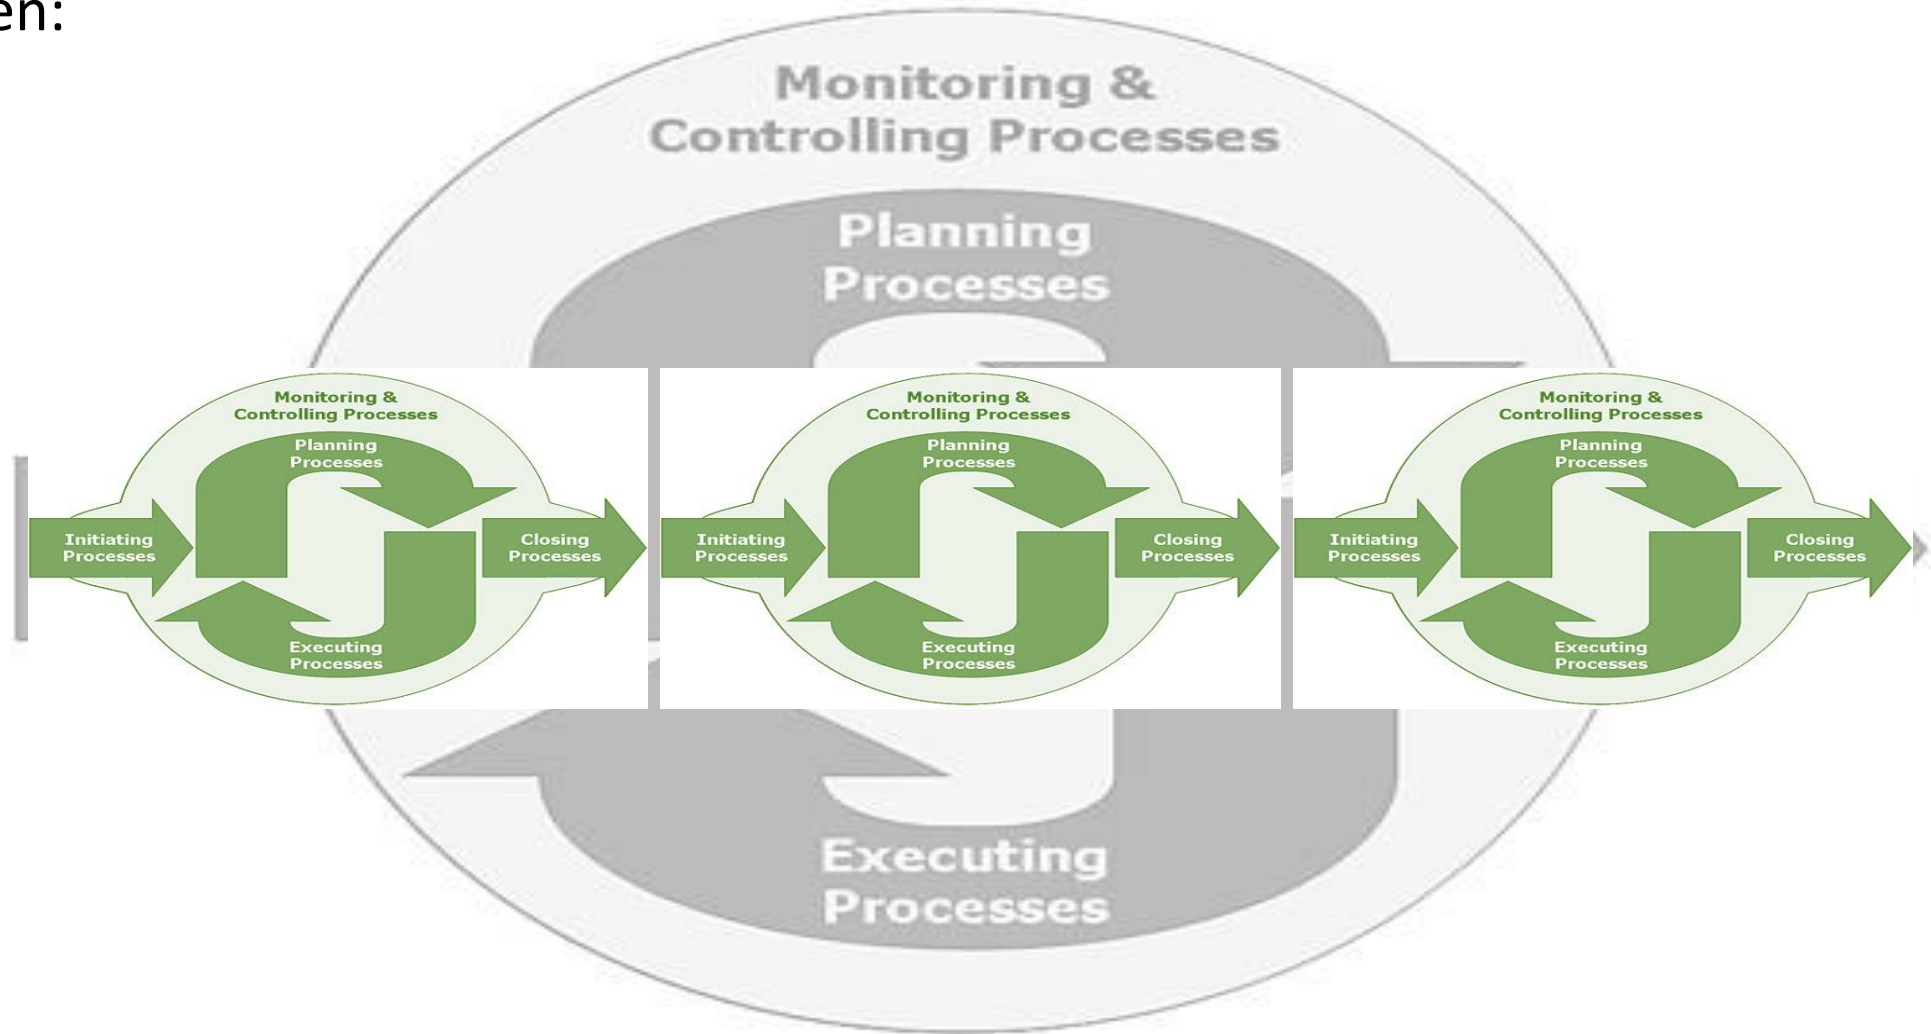 en:
Monitoring &
Controlling Processes
Planning
Processes
Monitoring &
Controlling Processes
Planning
Processes
Initiating
Processes
Closing
Processes
Executing
Processes
Monitoring &
Controlling Processes
Planning
Processes
Initiating
Processes
Closing
Processes
Executing
Processes
Monitoring &
Controlling Processes
Planning
Processes
Initiating
Processes
Closing
Processes
Executing
Processes
Executing
Processes